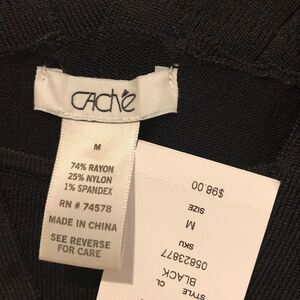 CAChé
M
74% RAYON
25% NYLON
1% SPANDEX
RN # 74578
MADE IN CHINA
SEE REVERSE
FOR CARE
STYLE
CL
BLACK
SKU
05823877
SIZE
M
$98.00